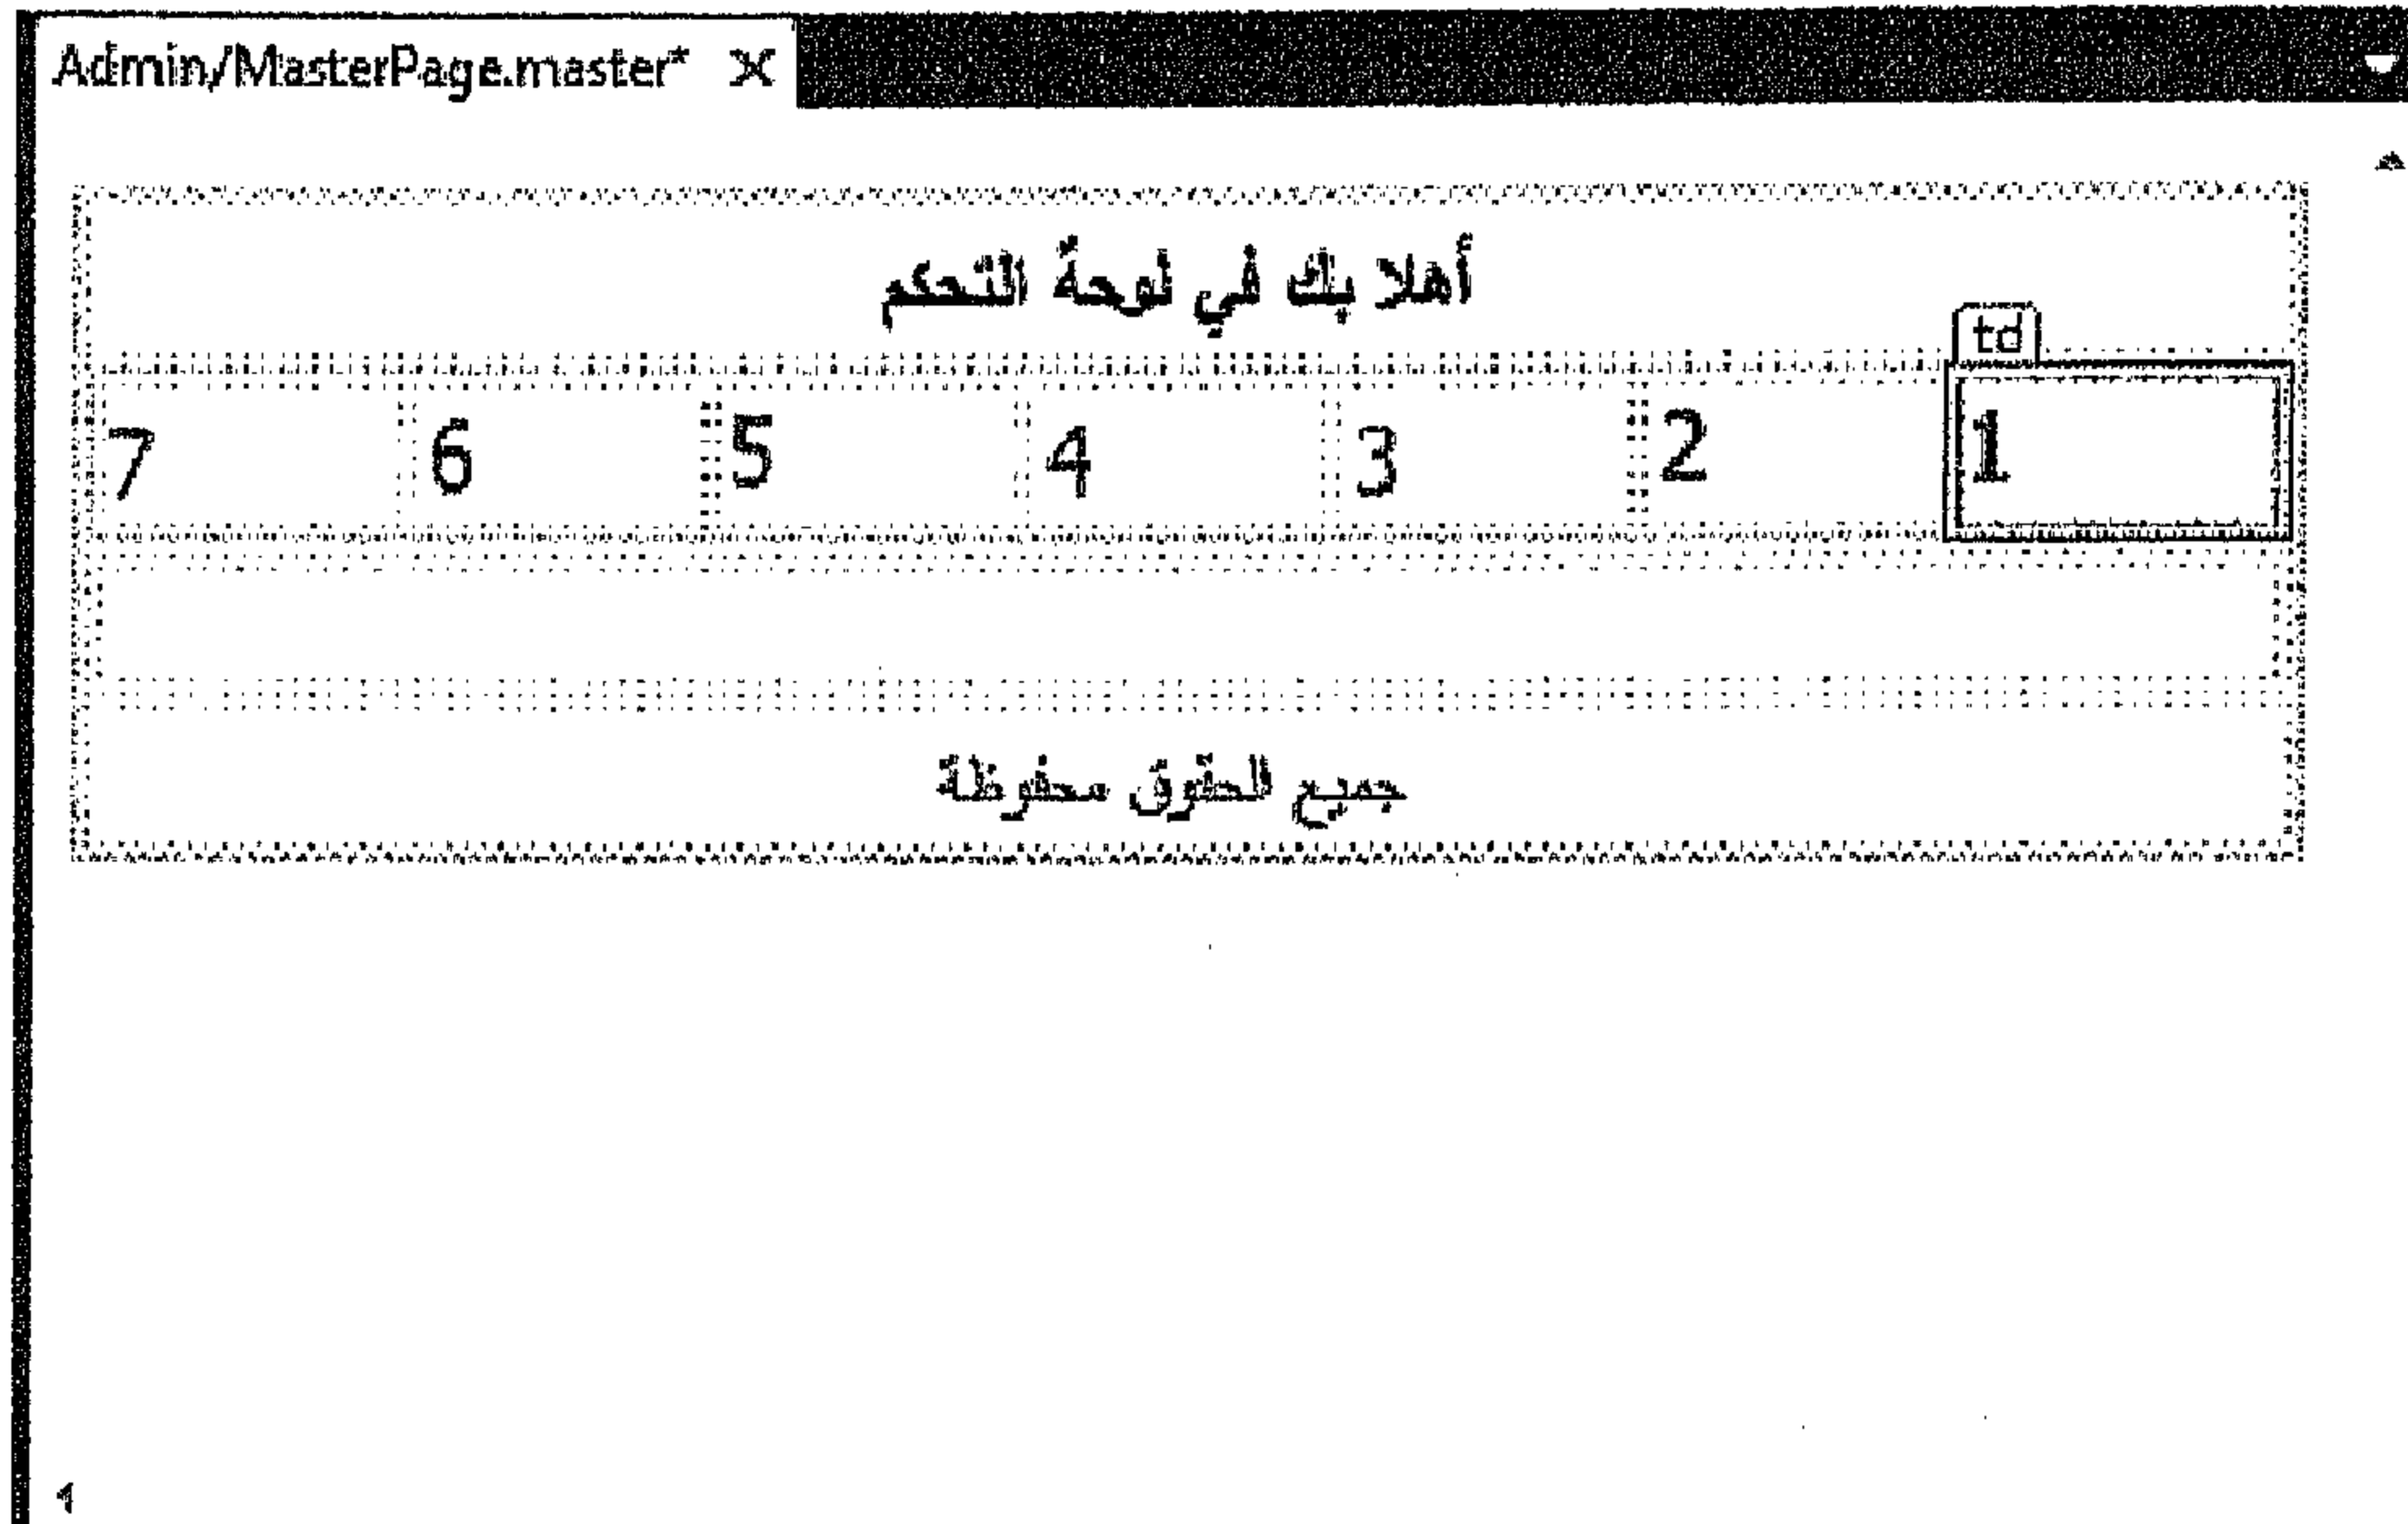 Admin/MasterPage.master* X
أهلا بك في لوحة التحكم
td
1 2 3 4 5 6 7
جميع الحقوق محفوظة